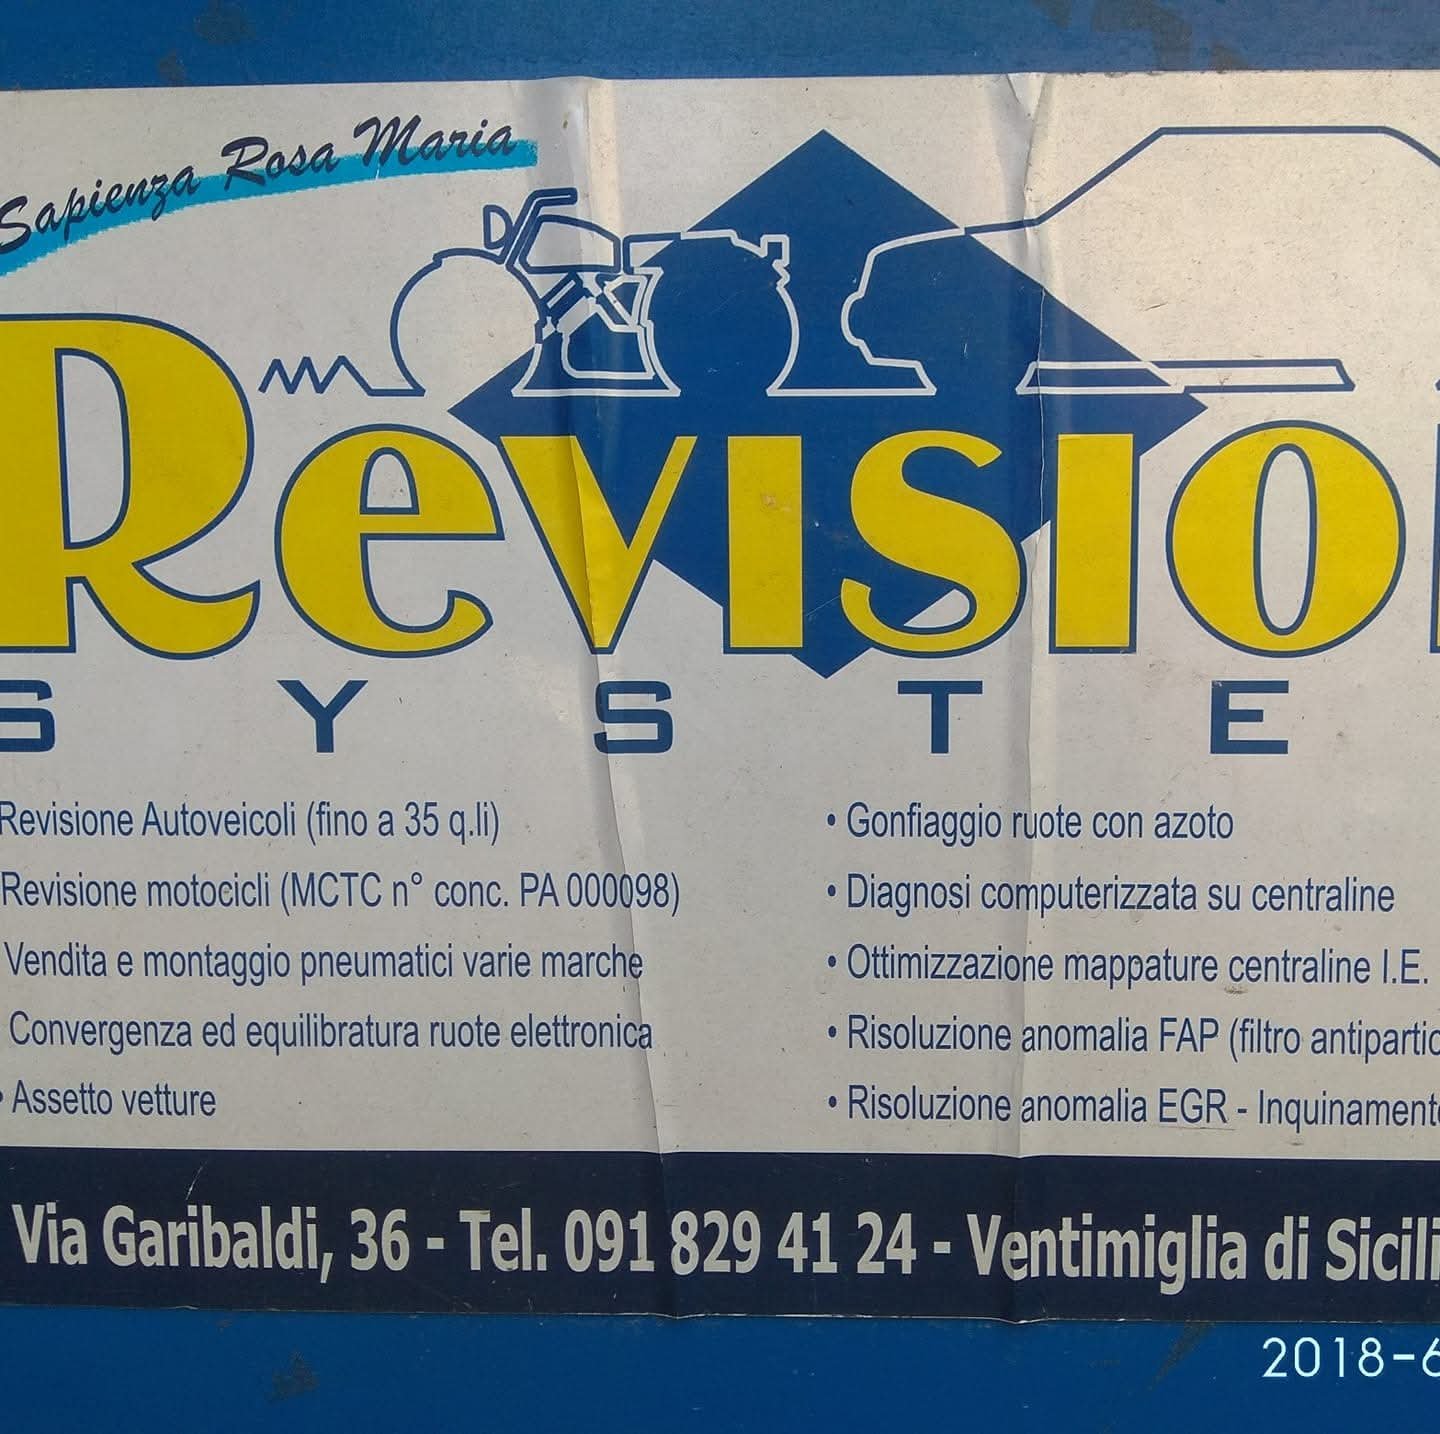 Sapienza Rosa Maria
Revisio
SYSTE
Revisione Autoveicoli (fino a 35 q.li)
Revisione motocicli (MCTC n° conc. PA 000098)
Vendita e montaggio pneumatici varie marche
Convergenza ed equilibratura ruote elettronica
• Assetto vetture
• Gonfiaggio ruote con azoto
• Diagnosi computerizzata su centraline
• Ottimizzazione mappature centraline I.E.
• Risoluzione anomalia FAP (filtro antipartic
• Risoluzione anomalia EGR - Inquinament
Via Garibaldi, 36 - Tel. 091 829 41 24 - Ventimiglia di Sicili
2018-6